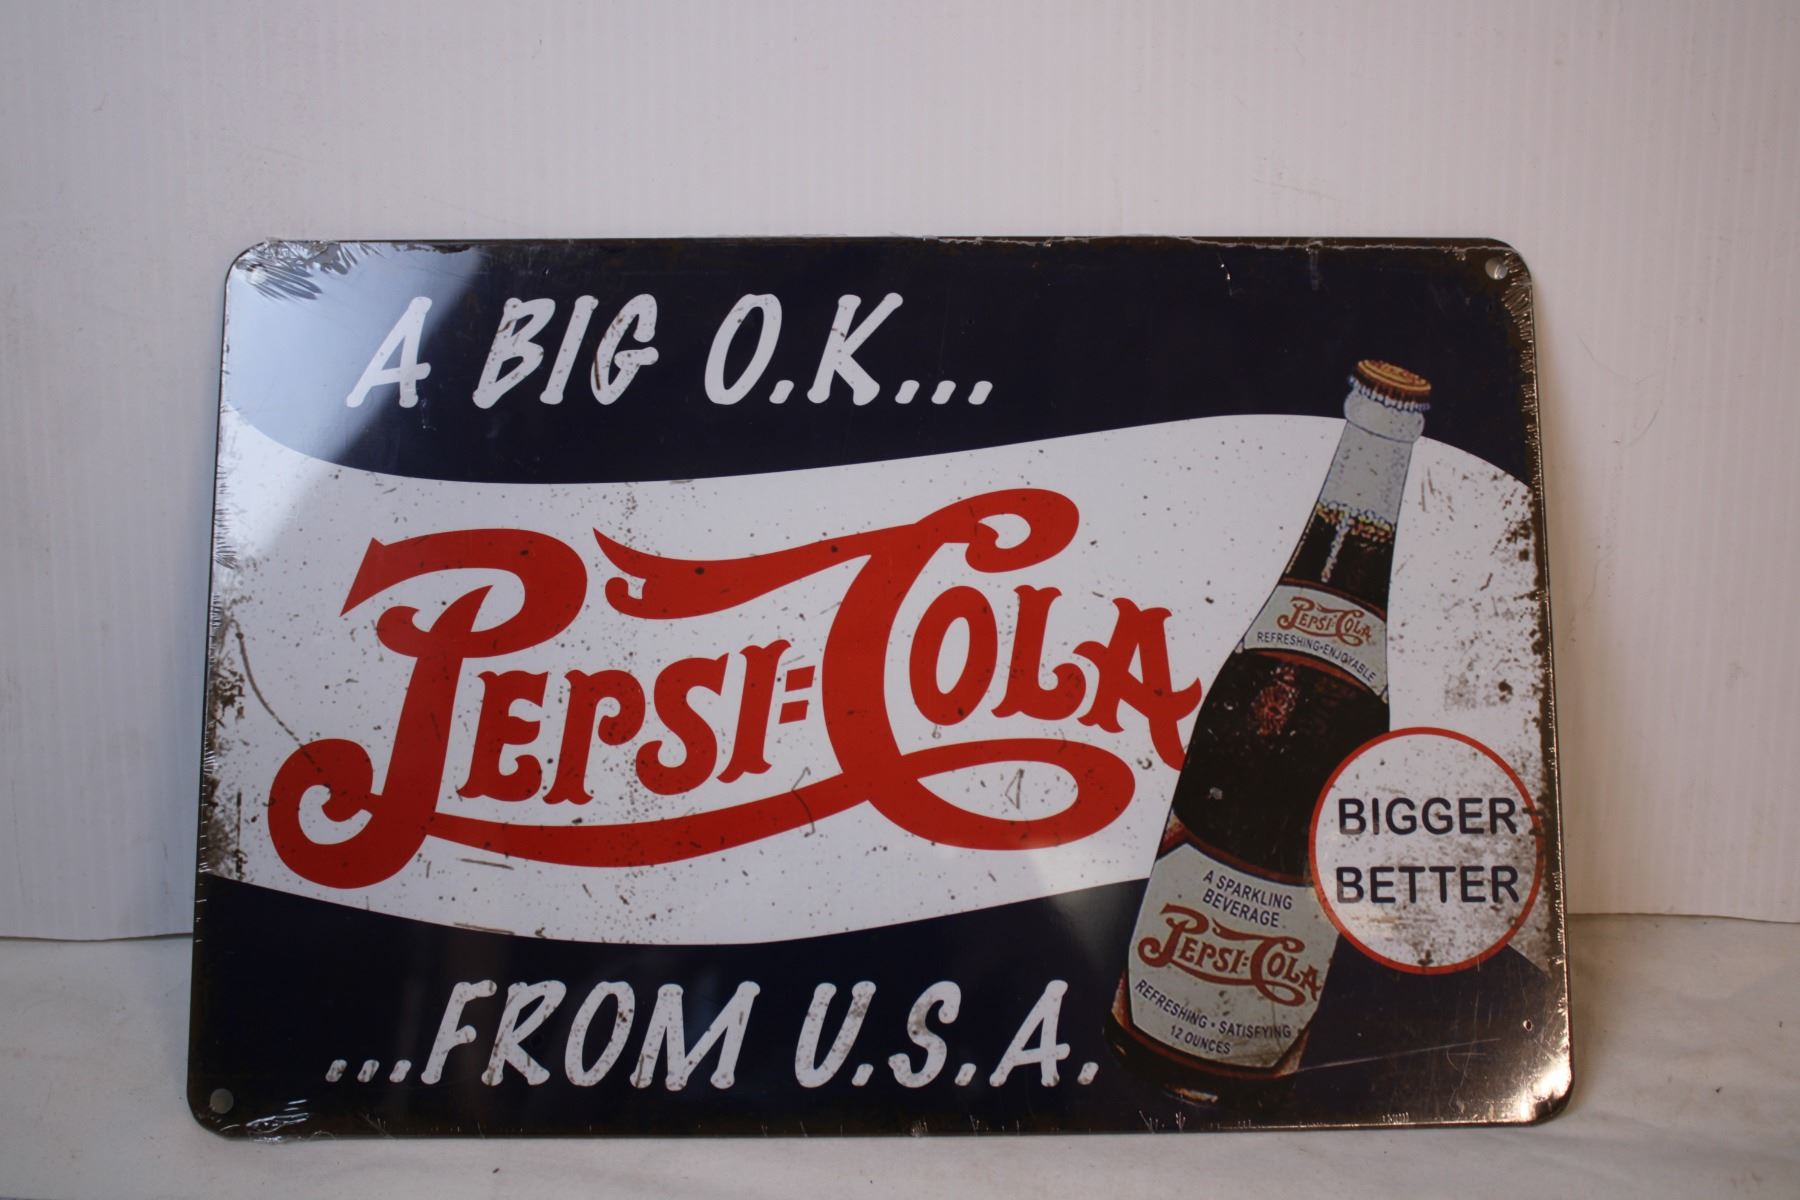 A BIG O.K...
PEPSI=COLA
PEPSI=COLA
REFRESHING•ENJOYABLE
BIGGER-
BETTER
A SPARKLING
BEVERAGE
PEPSI=COLA
REFRESHING • SATISFYING
12 OUNCES
...FROM U.S.A.